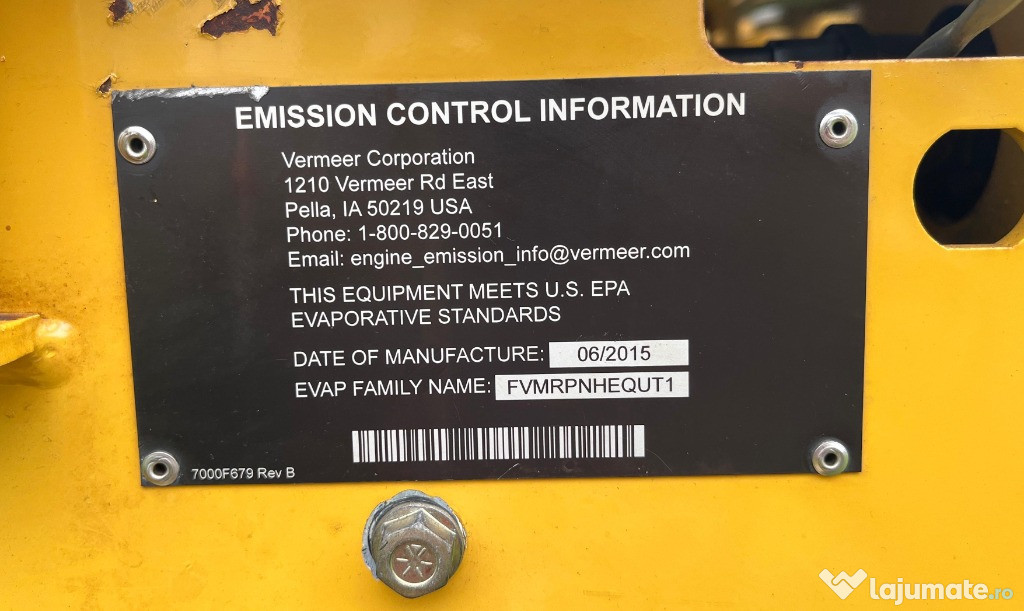 EMISSION CONTROL INFORMATION
Vermeer Corporation
1210 Vermeer Rd East
Pella, IA 50219 USA
Phone: 1-800-829-0051
Email: engine_emission_info@vermeer.com
THIS EQUIPMENT MEETS U.S. EPA
EVAPORATIVE STANDARDS
DATE OF MANUFACTURE: 06/2015
EVAP FAMILY NAME: FVMRPNHEQUT1
7000F679 Rev B
lajumate.ro